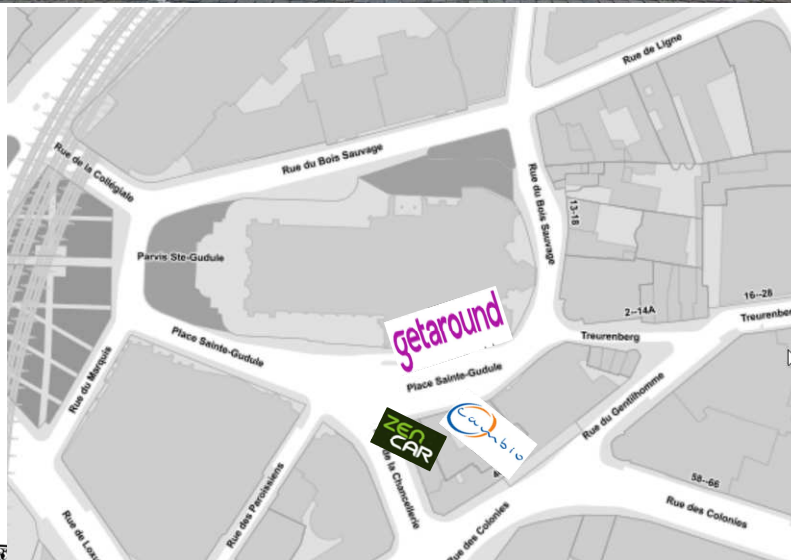 Rue de Ligne
Rue de la Collégiale
Rue du Bois Sauvage
Rue du Bois Sauvage
13-18
Parvis Ste-Gudule
16--28
2--14A
Treurenberg
Treurenberg
getaround
Place Sainte-Gudule
Place Sainte-Gudule
Rue du Marquis
Rue du Gentilhomme
ZEN
CAR
cambio
de la Chancellerie
58--66
Rue des Colonies
Rue des Paroissiens
Rue des Colonies
Rue de